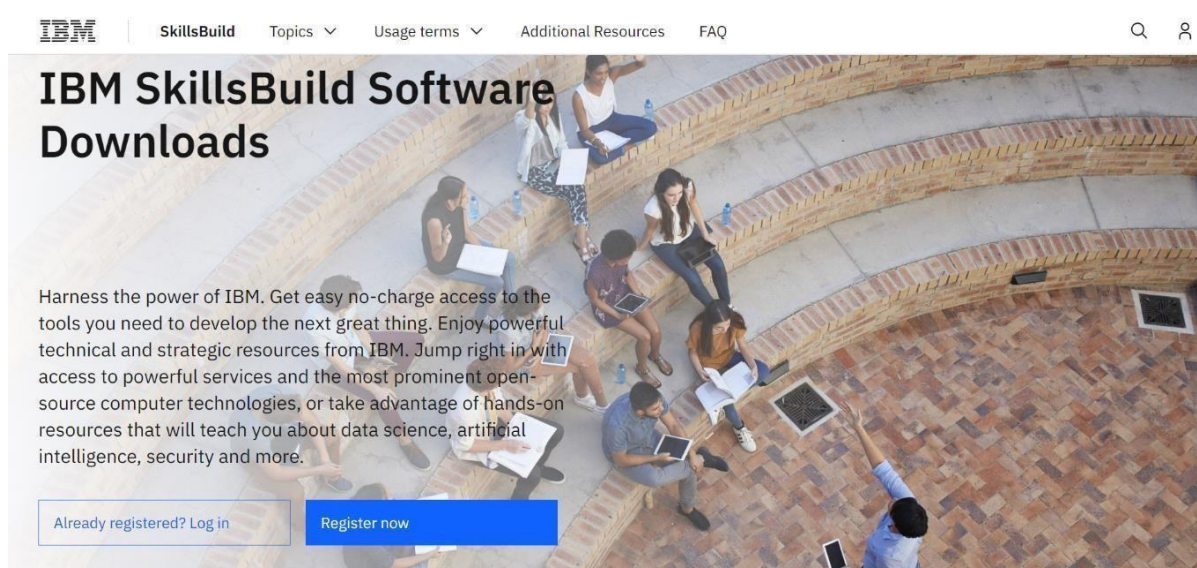 IBM
SkillsBuild
Topics
Usage terms
Additional Resources
FAQ
IBM SkillsBuild Software
Downloads
Harness the power of IBM. Get easy no-charge access to the
tools you need to develop the next great thing. Enjoy powerful
technical and strategic resources from IBM. Jump right in with
access to powerful services and the most prominent open-
source computer technologies, or take advantage of hands-on
resources that will teach you about data science, artificial
intelligence, security and more.
Already registered? Log in
Register now